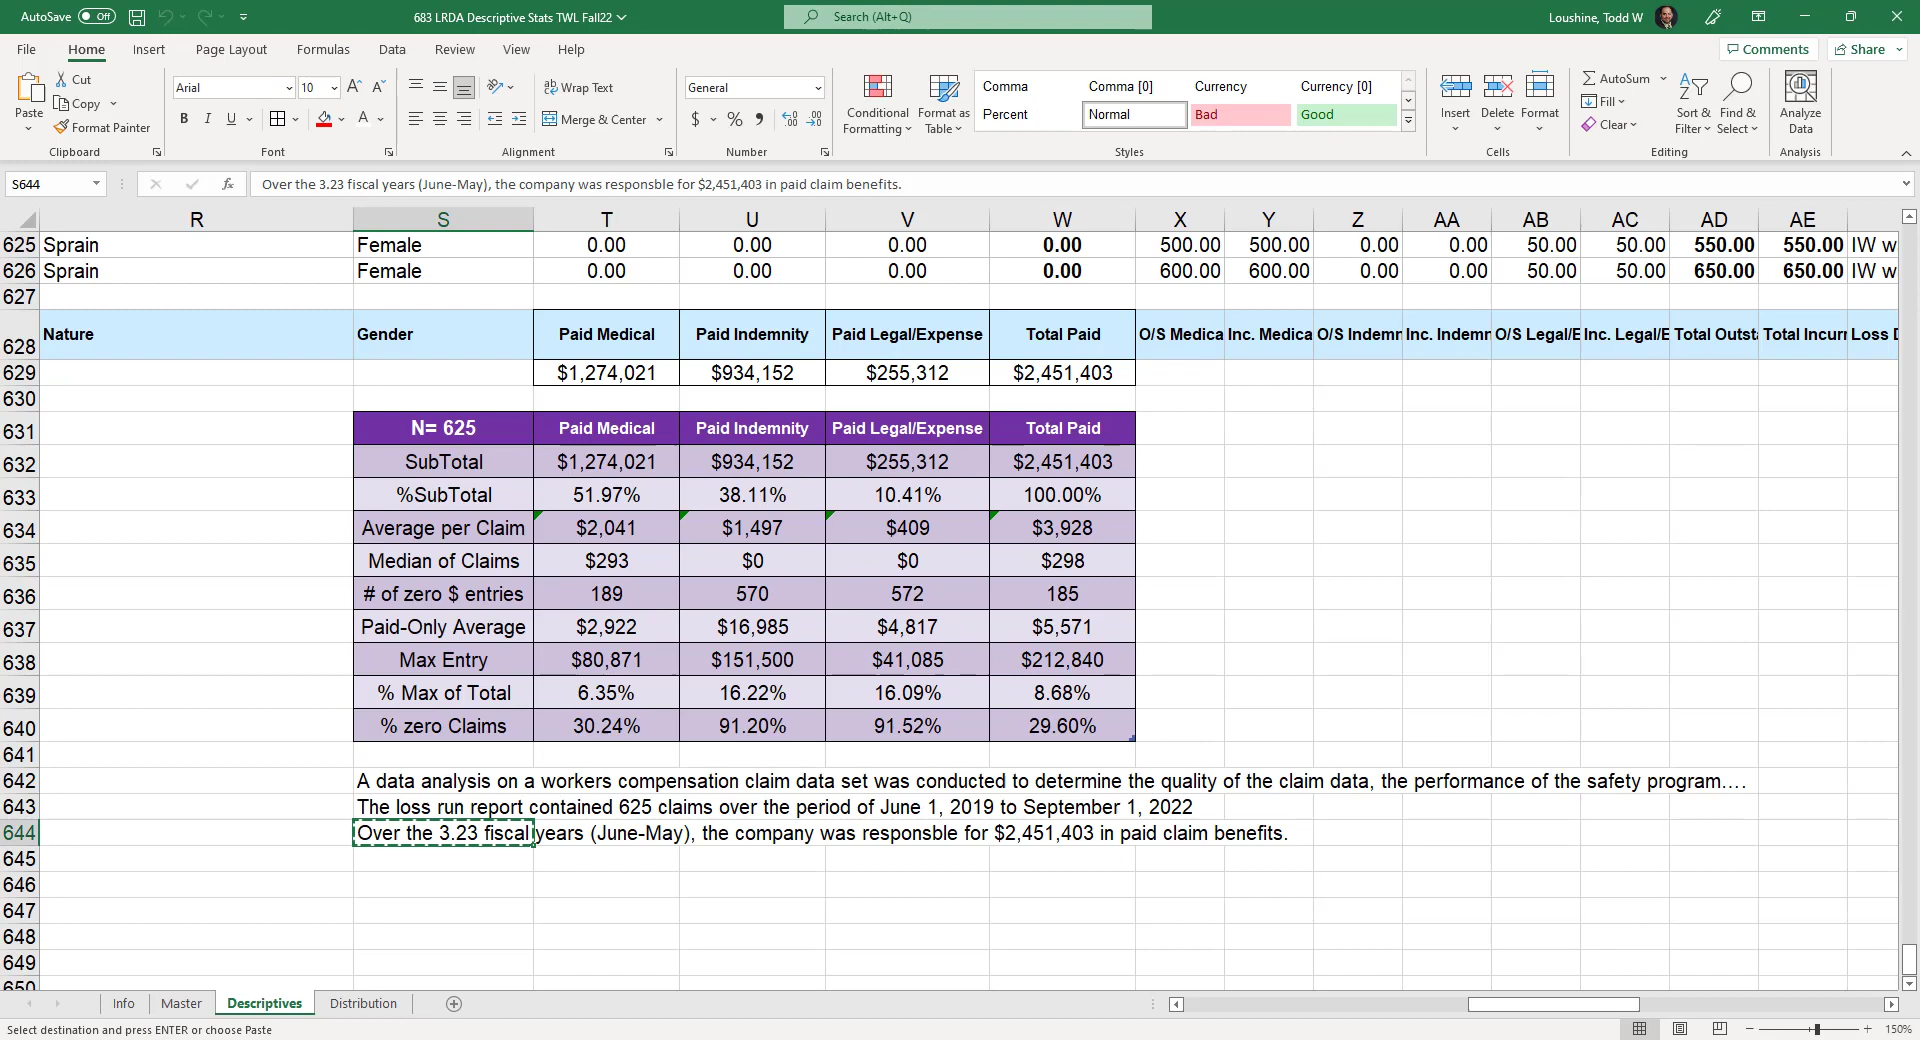 AutoSave Off 683 LRDA Descriptive Stats TWL Fall22 Search (Alt+Q) Loushine, Todd W
File Home Insert Page Layout Formulas Data Review View Help Comments Share
Paste Cut Copy Format Painter Clipboard
Arial 10 A A B I U A Font
Wrap Text Merge & Center Alignment
General $ % Number
Conditional Formatting Format as Table
Comma Comma [0] Currency Currency [0]
Percent Normal Bad Good
Styles
Insert Delete Format Cells
AutoSum Fill Clear Sort & Filter Find & Select Editing
Analyze Data Analysis
S644 fx Over the 3.23 fiscal years (June-May), the company was responsble for $2,451,403 in paid claim benefits.
R S T U V W X Y Z AA AB AC AD AE
625 Sprain Female 0.00 0.00 0.00 0.00 500.00 500.00 0.00 0.00 50.00 50.00 550.00 550.00 IW w
626 Sprain Female 0.00 0.00 0.00 0.00 600.00 600.00 0.00 0.00 50.00 50.00 650.00 650.00 IW w
627
628 Nature Gender Paid Medical Paid Indemnity Paid Legal/Expense Total Paid O/S Medica Inc. Medica O/S Indemn Inc. Indemn O/S Legal/E Inc. Legal/E Total Outst Total Incurr Loss D
629 $1,274,021 $934,152 $255,312 $2,451,403
630
631 N= 625 Paid Medical Paid Indemnity Paid Legal/Expense Total Paid
632 SubTotal $1,274,021 $934,152 $255,312 $2,451,403
633 %SubTotal 51.97% 38.11% 10.41% 100.00%
634 Average per Claim $2,041 $1,497 $409 $3,928
635 Median of Claims $293 $0 $0 $298
636 # of zero $ entries 189 570 572 185
637 Paid-Only Average $2,922 $16,985 $4,817 $5,571
638 Max Entry $80,871 $151,500 $41,085 $212,840
639 % Max of Total 6.35% 16.22% 16.09% 8.68%
640 % zero Claims 30.24% 91.20% 91.52% 29.60%
641
642 A data analysis on a workers compensation claim data set was conducted to determine the quality of the claim data, the performance of the safety program....
643 The loss run report contained 625 claims over the period of June 1, 2019 to September 1, 2022
644 Over the 3.23 fiscal years (June-May), the company was responsble for $2,451,403 in paid claim benefits.
645
646
647
648
649
650
Info Master Descriptives Distribution
Select destination and press ENTER or choose Paste 150%